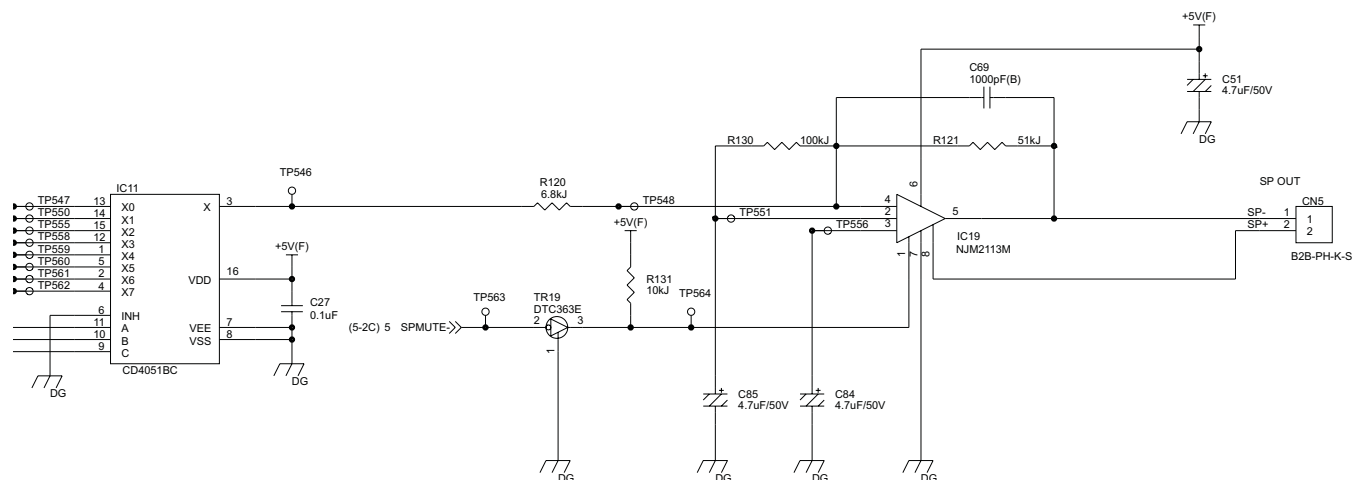 +5V(F)
C69
1000pF(B)
C51
4.7uF/50V
DG
R130 100kJ
R121 51kJ
IC11
TP546
R120
6.8kJ
TP548
+5V(F)
TP551
TP556
4
2
3
6
5
IC19
NJM2113M
1
7
8
SP OUT
CN5
SP- 1 1
SP+ 2 2
B2B-PH-K-S
TP547 13 X0 X 3
TP550 14 X1
TP555 15 X2
TP558 12 X3
TP559 1 X4
TP560 5 X5
TP561 2 X6
TP562 4 X7
VDD 16
+5V(F)
C27
0.1uF
6 INH
11 A VEE 7
10 B VSS 8
9 C
CD4051BC
DG
DG
R131
10kJ
TP563
TR19
DTC363E
TP564
(5-2C) 5 SPMUTE-
2 3
1
C85
4.7uF/50V
C84
4.7uF/50V
DG
DG
DG
DG